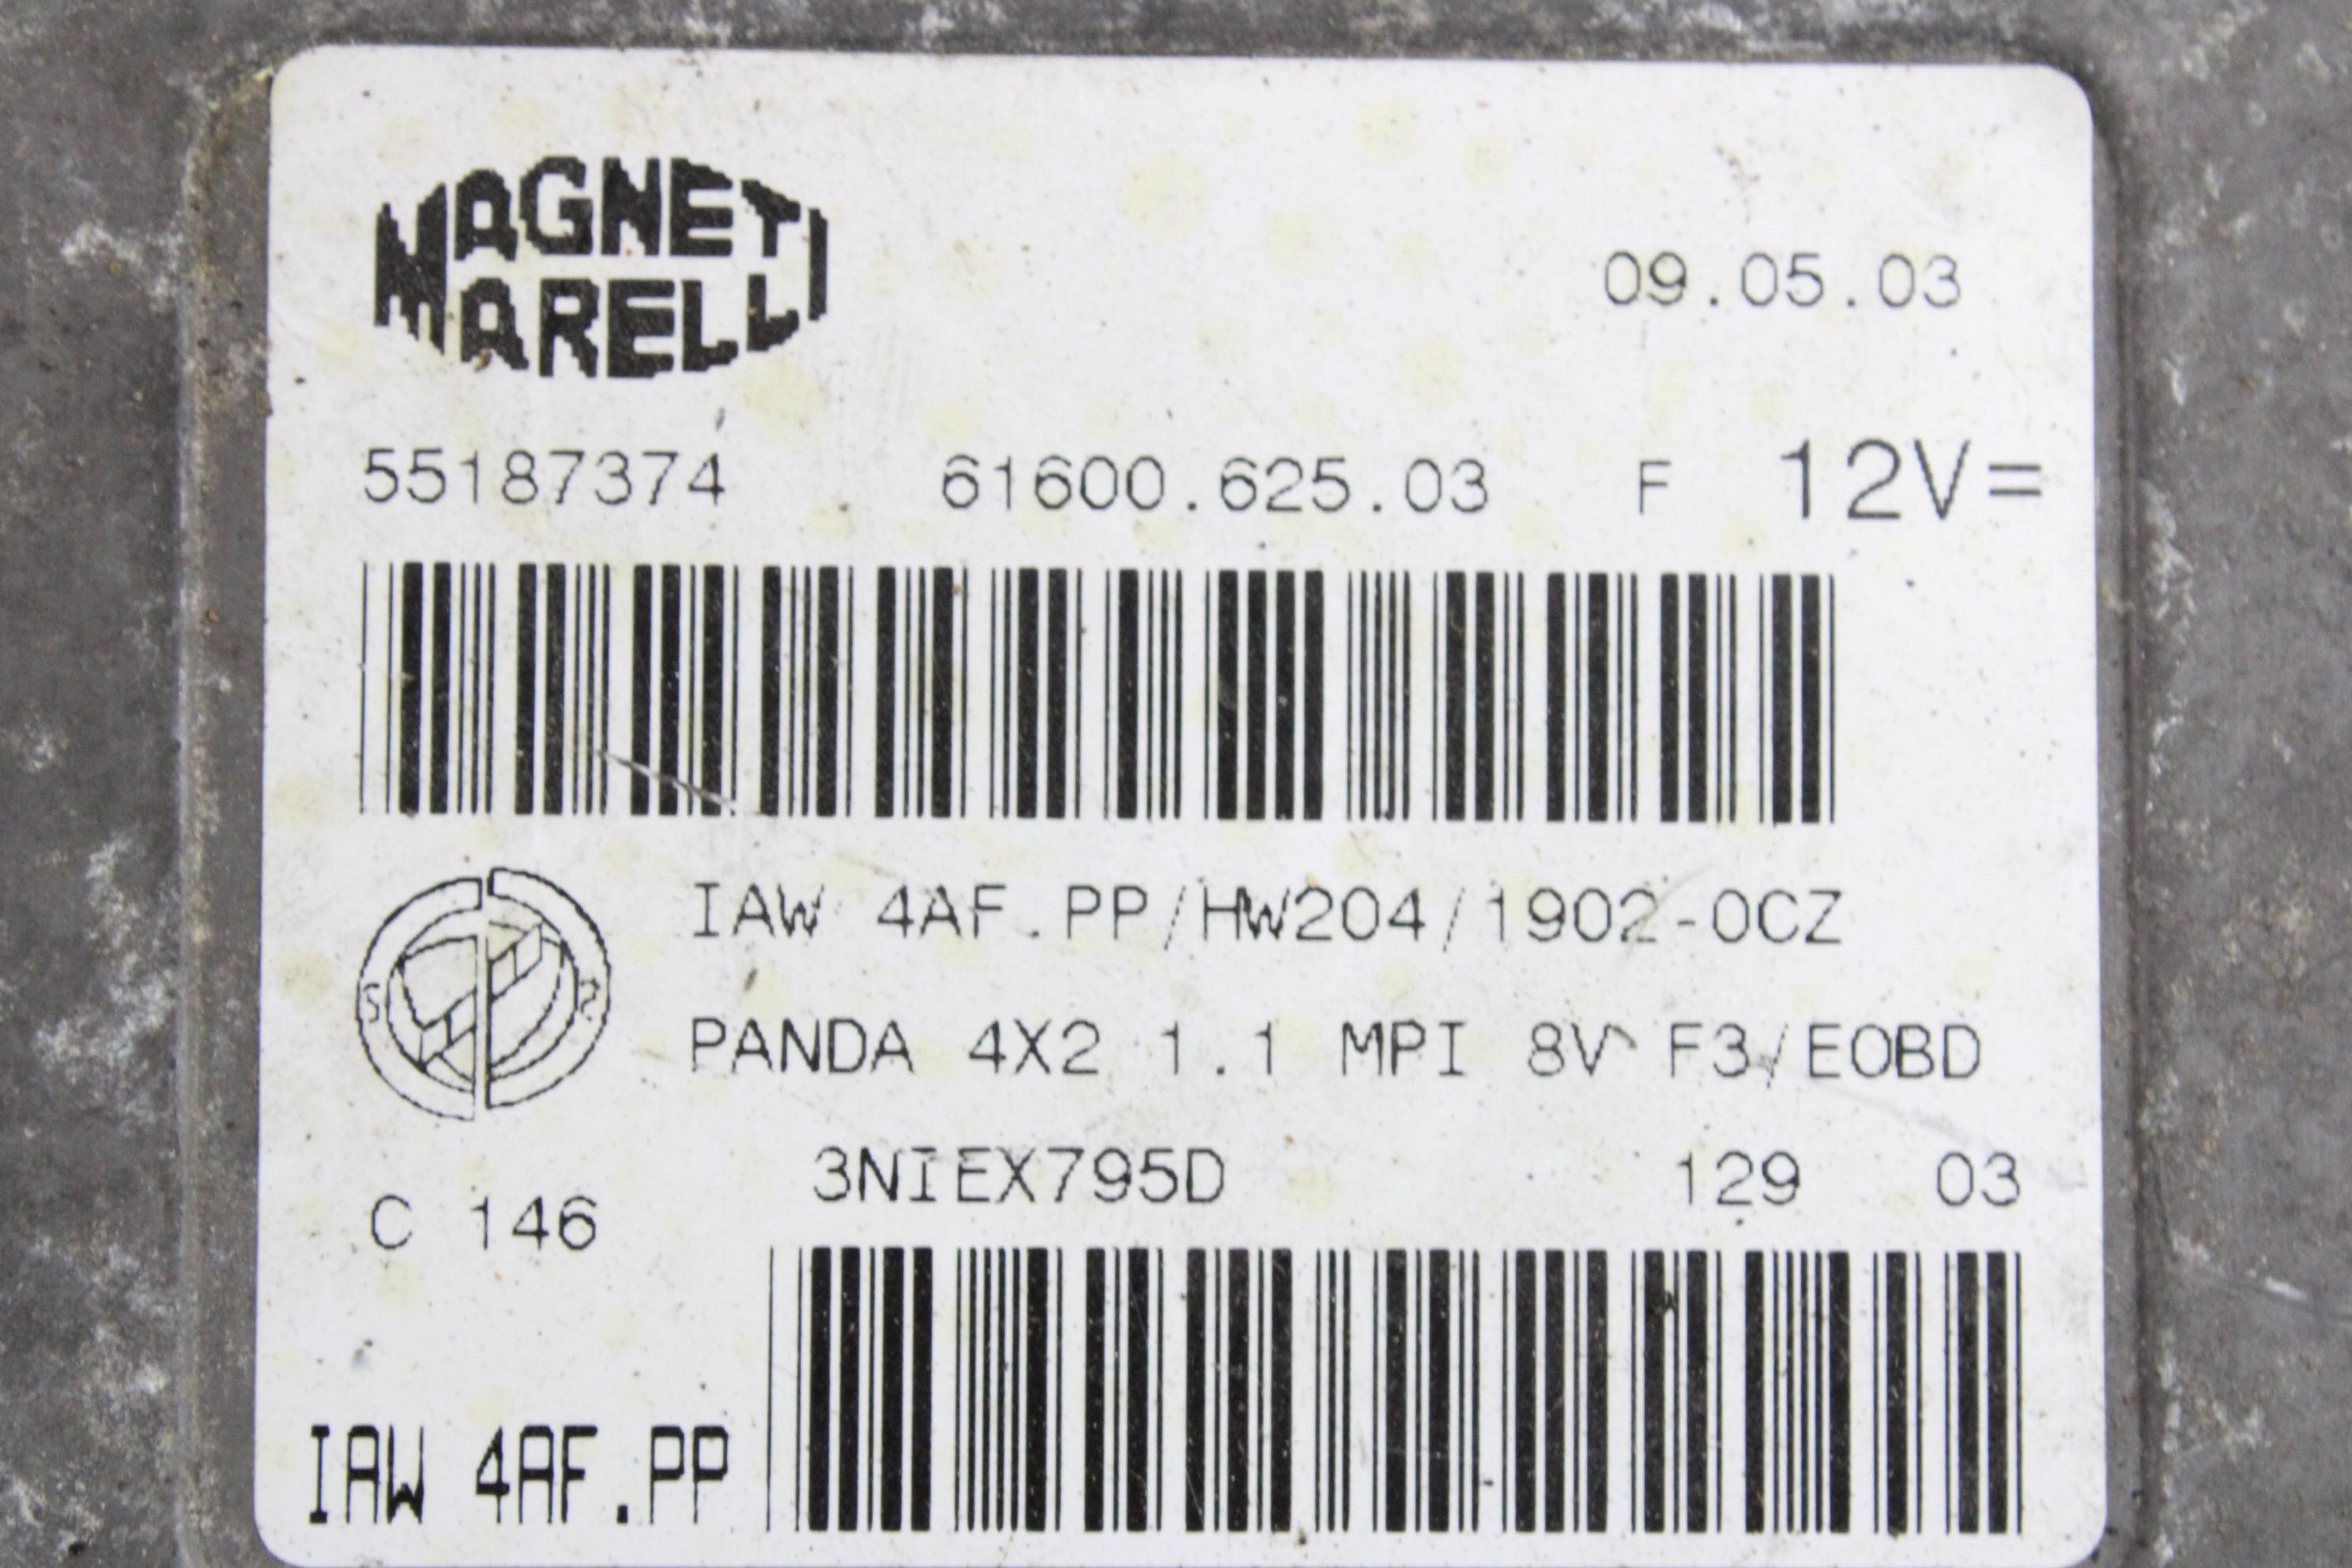 MAGNETI
MARELLI
09.05.03
55187374 61600.625.03 F 12V=
IAW 4AF.PP/HW204/1902-0CZ
PANDA 4X2 1.1 MPI 8V F3/EOBD
3NIEX795D 129 03
C 146
IAW 4AF.PP